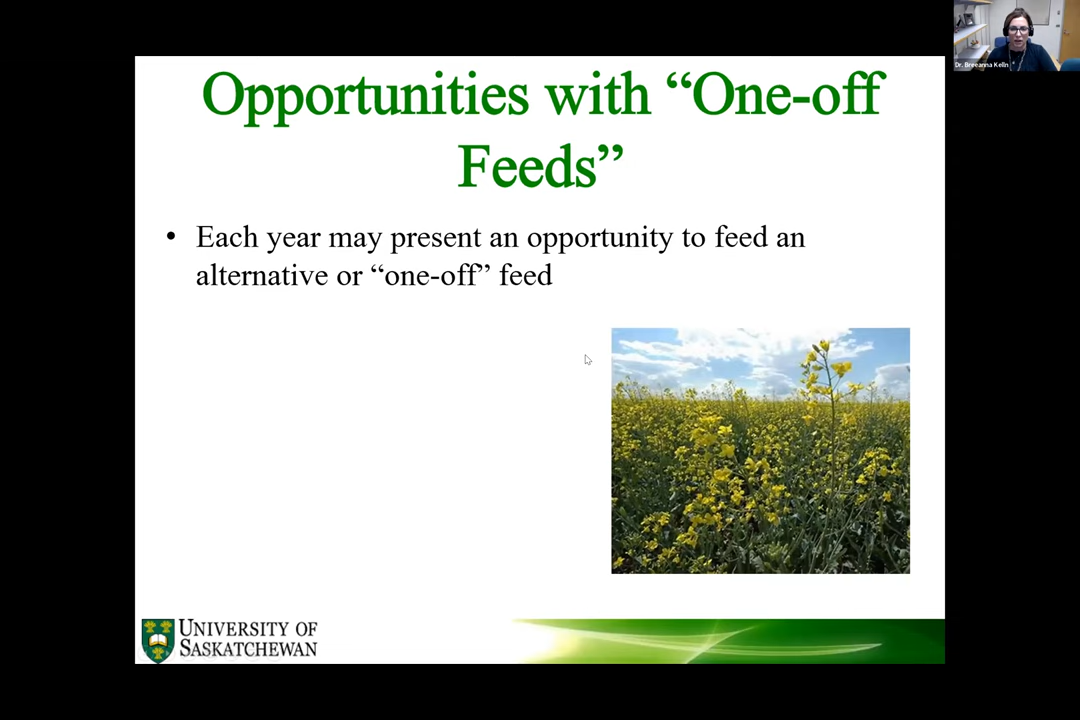 Opportunities with “One-off
Feeds”
• Each year may present an opportunity to feed an
alternative or “one-off” feed
UNIVERSITY OF
SASKATCHEWAN
Dr. Breeanna Kelln